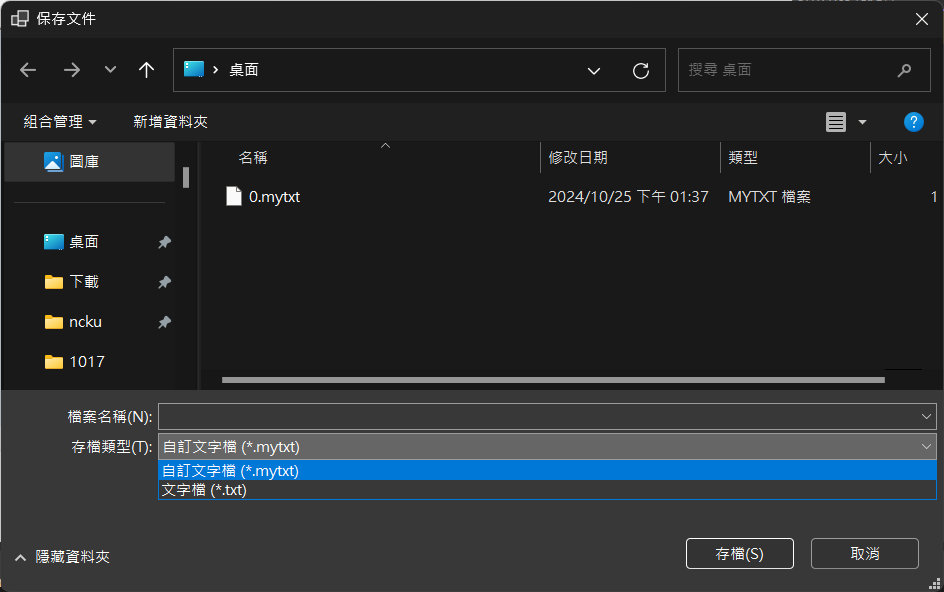 保存文件
桌面
搜尋 桌面
組合管理 新增資料夾
?
圖庫
桌面
下載
ncku
1017
名稱 修改日期 類型 大小
0.mytxt 2024/10/25 下午 01:37 MYTXT 檔案 1
檔案名稱(N):
存檔類型(T): 自訂文字檔 (*.mytxt)
自訂文字檔 (*.mytxt)
文字檔 (*.txt)
隱藏資料夾 存檔(S) 取消